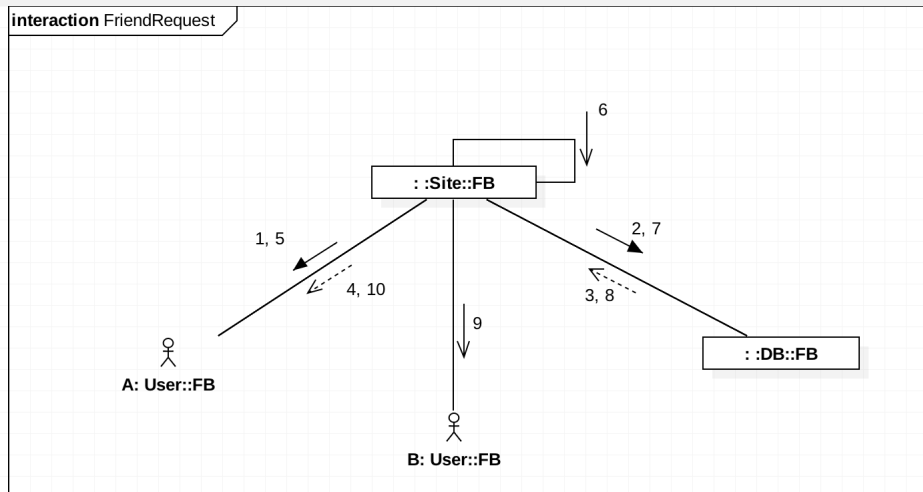 interaction FriendRequest
6
: :Site::FB
1, 5
2, 7
4, 10
3, 8
9
: :DB::FB
A: User::FB
B: User::FB